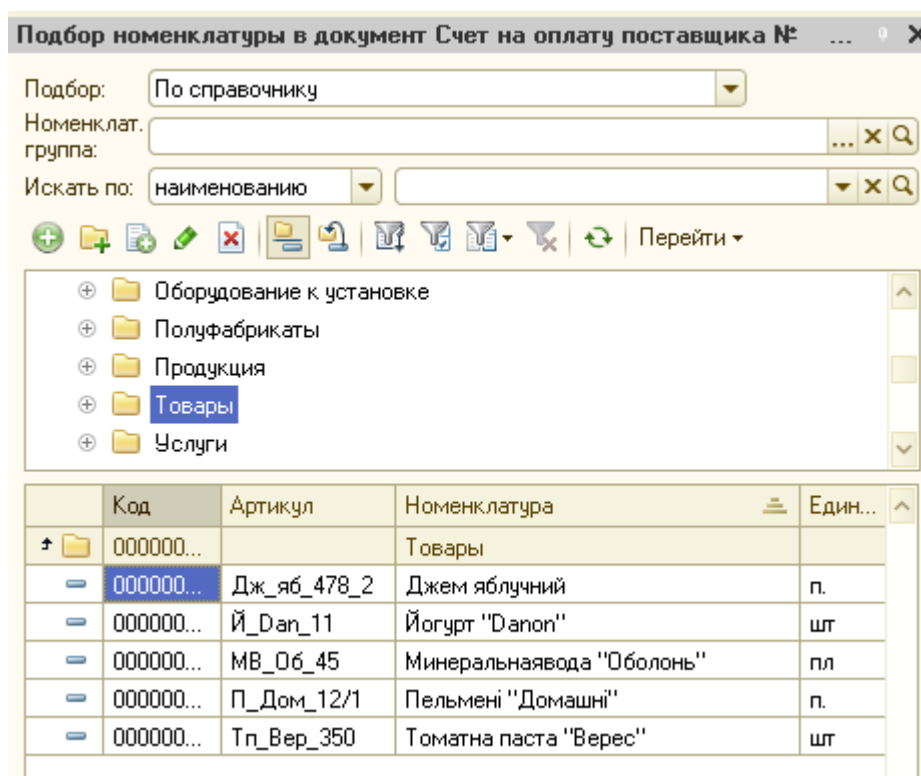 Подбор номенклатуры в документ Счет на оплату поставщика № ...
Подбор: По справочнику
Номенклат. группа:
Искать по: наименованию
Перейти
Оборудование к установке
Полуфабрикаты
Продукция
Товары
Услуги
Код Артикул Номенклатура Един...
000000... Товары
000000... Дж_яб_478_2 Джем яблучний п.
000000... Й_Dan_11 Йогурт "Danon" шт
000000... МВ_Об_45 Минеральнаявода "Оболонь" пл
000000... П_Дом_12/1 Пельмені "Домашні" п.
000000... Тп_Вер_350 Томатна паста "Верес" шт